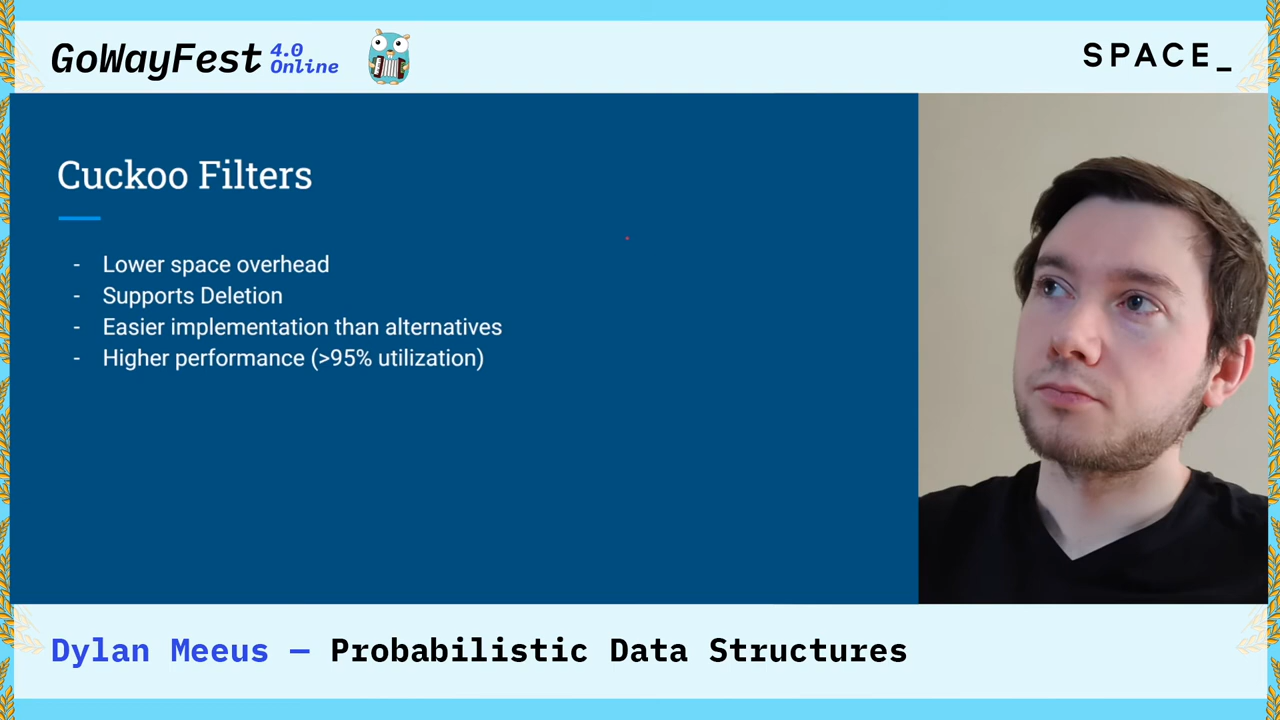 GoWayFest 4.0 Online
SPACE_
Cuckoo Filters
- Lower space overhead
- Supports Deletion
- Easier implementation than alternatives
- Higher performance (>95% utilization)
Dylan Meeus — Probabilistic Data Structures